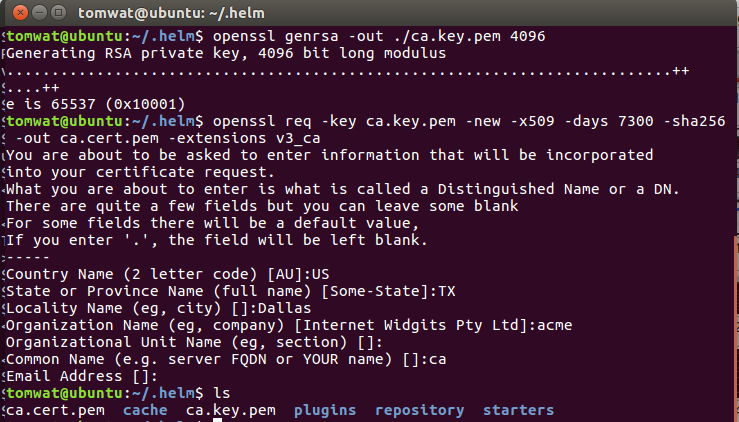 tomwat@ubuntu: ~/.helm
tomwat@ubuntu:~/.helm$ openssl genrsa -out ./ca.key.pem 4096
Generating RSA private key, 4096 bit long modulus
..........................................................................++
....++
e is 65537 (0x10001)
tomwat@ubuntu:~/.helm$ openssl req -key ca.key.pem -new -x509 -days 7300 -sha256
 -out ca.cert.pem -extensions v3_ca
You are about to be asked to enter information that will be incorporated
into your certificate request.
What you are about to enter is what is called a Distinguished Name or a DN.
There are quite a few fields but you can leave some blank
For some fields there will be a default value,
If you enter '.', the field will be left blank.
-----
Country Name (2 letter code) [AU]:US
State or Province Name (full name) [Some-State]:TX
Locality Name (eg, city) []:Dallas
Organization Name (eg, company) [Internet Widgits Pty Ltd]:acme
Organizational Unit Name (eg, section) []:
Common Name (e.g. server FQDN or YOUR name) []:ca
Email Address []:
tomwat@ubuntu:~/.helm$ ls
ca.cert.pem  cache  ca.key.pem  plugins  repository  starters